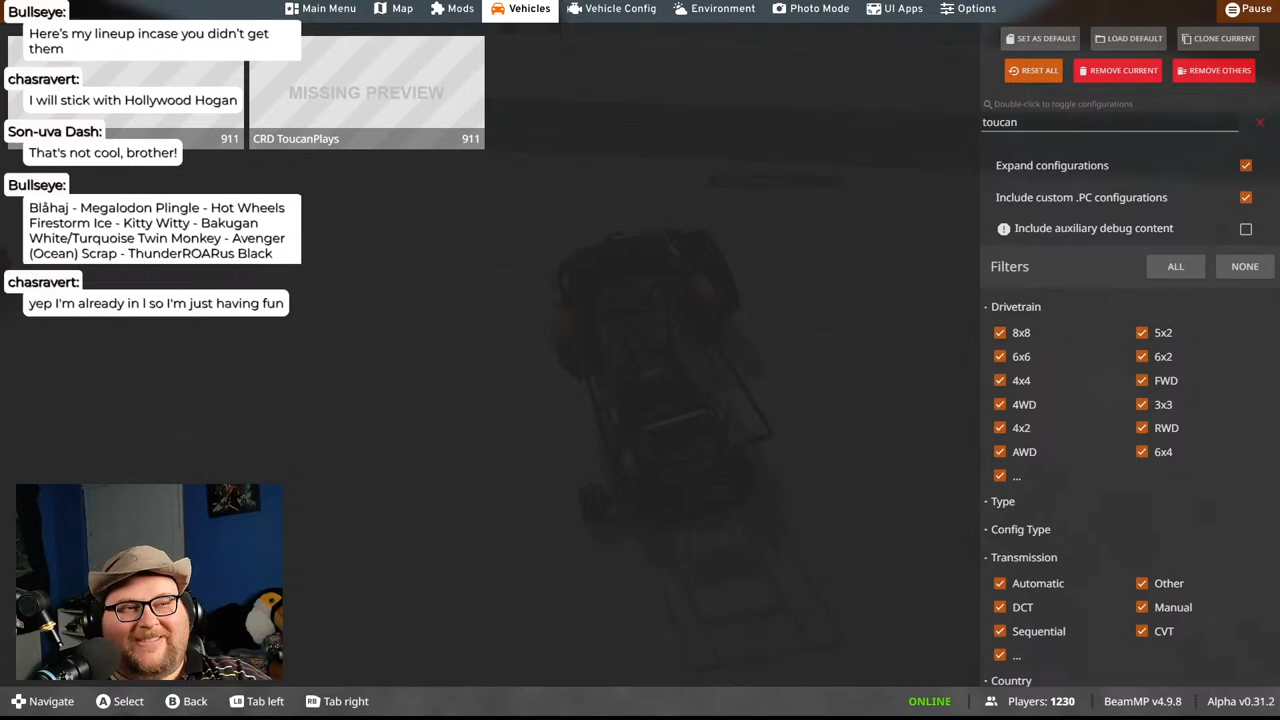 Main Menu
Map
Mods
Vehicles
Vehicle Config
Environment
Photo Mode
UI Apps
Options
Pause
Bullseye:
Here's my lineup incase you didn't get
them
chasravert:
I will stick with Hollywood Hogan
Son-uva Dash:
That's not cool, brother!
Bullseye:
Blåhaj - Megalodon Plingle - Hot Wheels
Firestorm Ice - Kitty Witty - Bakugan
White/Turquoise Twin Monkey - Avenger
(Ocean) Scrap - ThunderROARus Black
chasravert:
yep I'm already in l so I'm just having fun
911
MISSING PREVIEW
CRD ToucanPlays
911
SET AS DEFAULT
LOAD DEFAULT
CLONE CURRENT
RESET ALL
REMOVE CURRENT
REMOVE OTHERS
Double-click to toggle configurations
toucan
Expand configurations
Include custom .PC configurations
Include auxiliary debug content
Filters
ALL
NONE
- Drivetrain
8x8
5x2
6x6
6x2
4x4
FWD
4WD
3x3
4x2
RWD
AWD
6x4
...
- Type
- Config Type
- Transmission
Automatic
Other
DCT
Manual
Sequential
CVT
...
- Country
Navigate
A Select
B Back
LB Tab left
RB Tab right
ONLINE
Players: 1230
BeamMP v4.9.8
Alpha v0.31.2